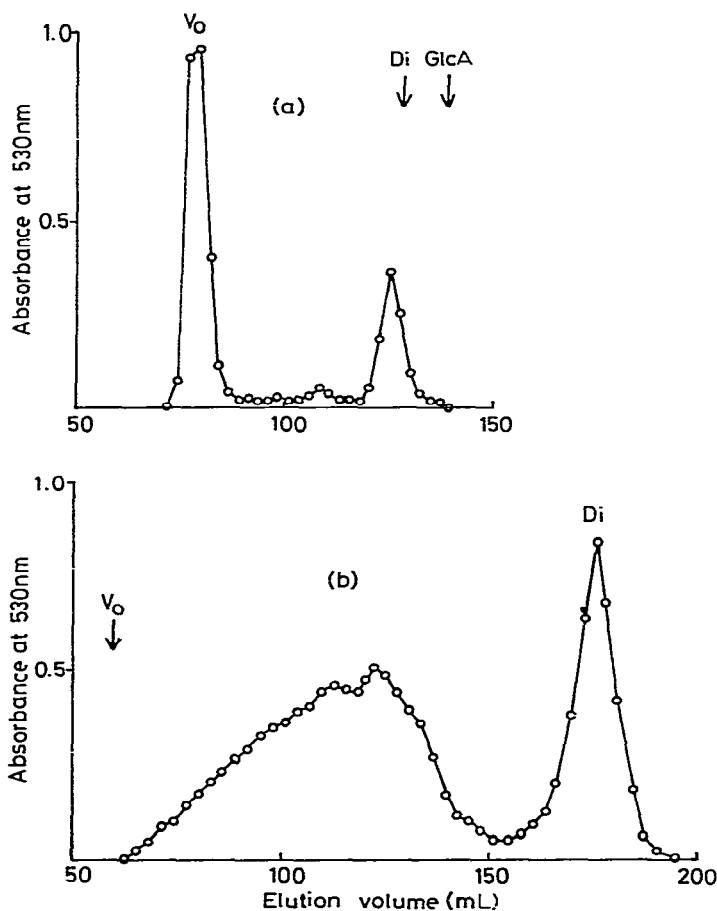 V₀
Di GlcA
(a)
1.0
0.5
Absorbance at 530nm
50 100 150
V₀
Di
(b)
1.0
0.5
Absorbance at 530nm
50 100 150 200
Elution volume (mL)